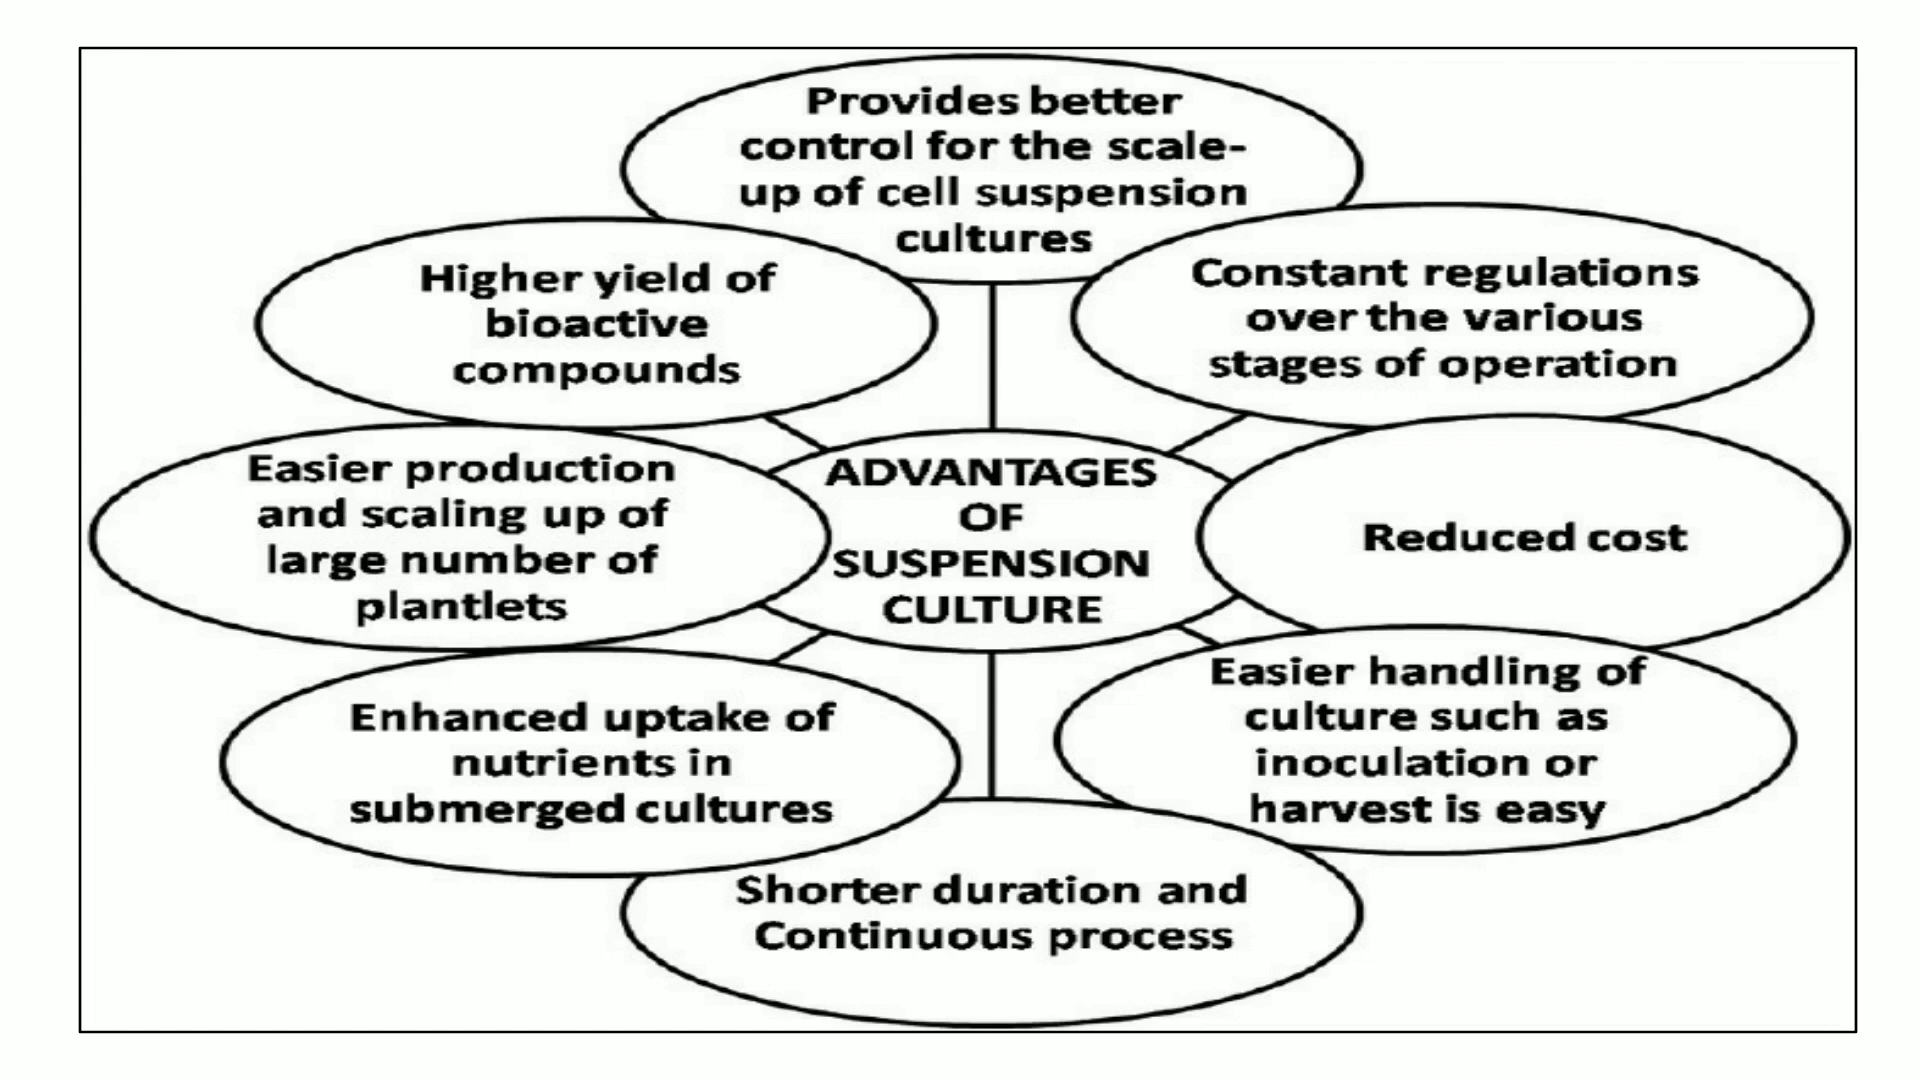 Provides better
control for the scale-
up of cell suspension
cultures
Higher yield of
bioactive
compounds
Constant regulations
over the various
stages of operation
Easier production
and scaling up of
large number of
plantlets
ADVANTAGES
OF
SUSPENSION
CULTURE
Reduced cost
Enhanced uptake of
nutrients in
submerged cultures
Easier handling of
culture such as
inoculation or
harvest is easy
Shorter duration and
Continuous process